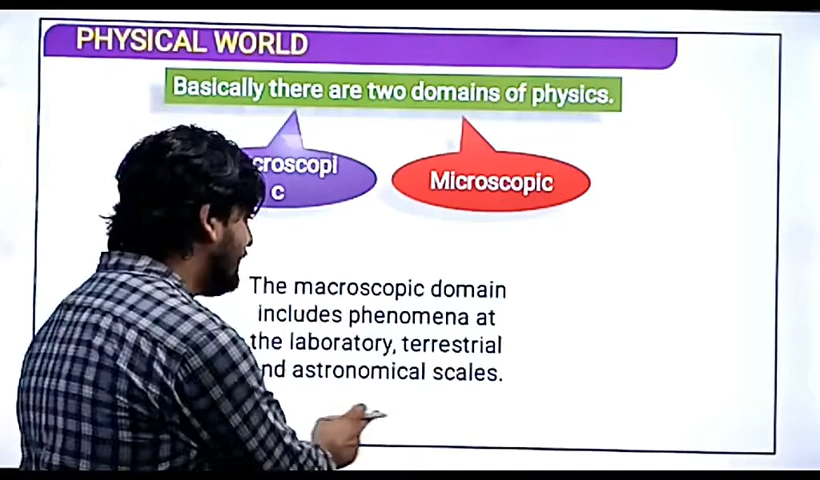 PHYSICAL WORLD
Basically there are two domains of physics.
croscopi
c
Microscopic
The macroscopic domain
includes phenomena at
the laboratory, terrestrial
nd astronomical scales.